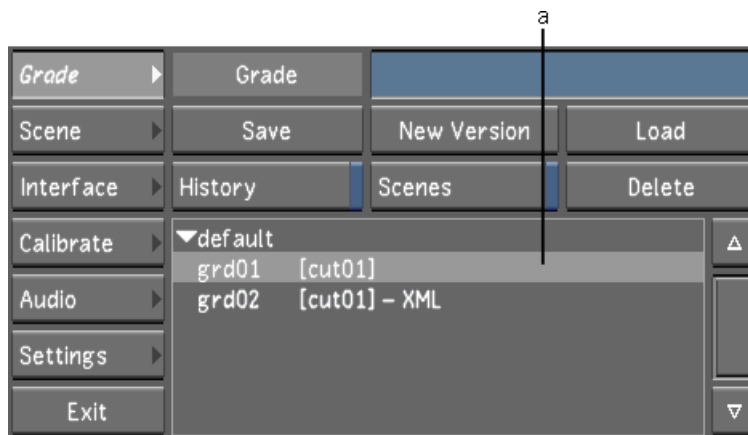 a
Grade Grade
Scene Save New Version Load
Interface History Scenes Delete
Calibrate default
grd01 [cut01]
Audio grd02 [cut01] – XML
Settings
Exit